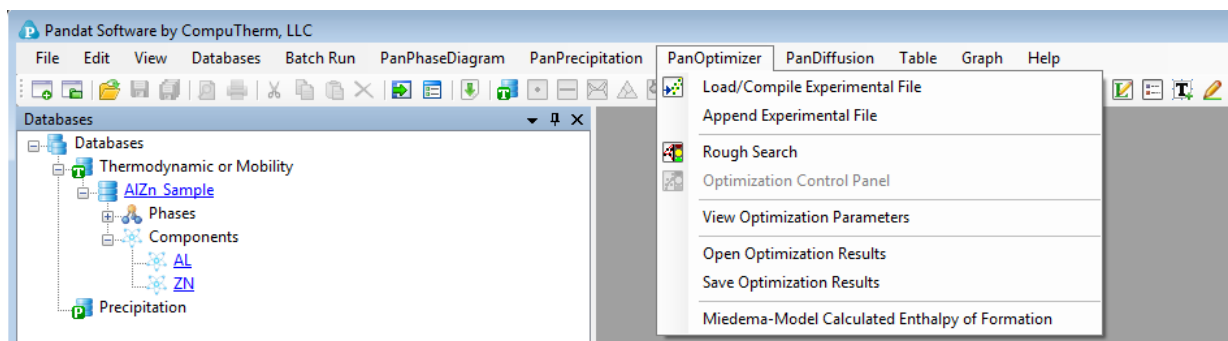 Pandat Software by CompuTherm, LLC
File Edit View Databases Batch Run PanPhaseDiagram PanPrecipitation PanOptimizer PanDiffusion Table Graph Help
Databases
Databases
Thermodynamic or Mobility
AlZn_Sample
Phases
Components
AL
ZN
Precipitation
Load/Compile Experimental File
Append Experimental File
Rough Search
Optimization Control Panel
View Optimization Parameters
Open Optimization Results
Save Optimization Results
Miedema-Model Calculated Enthalpy of Formation